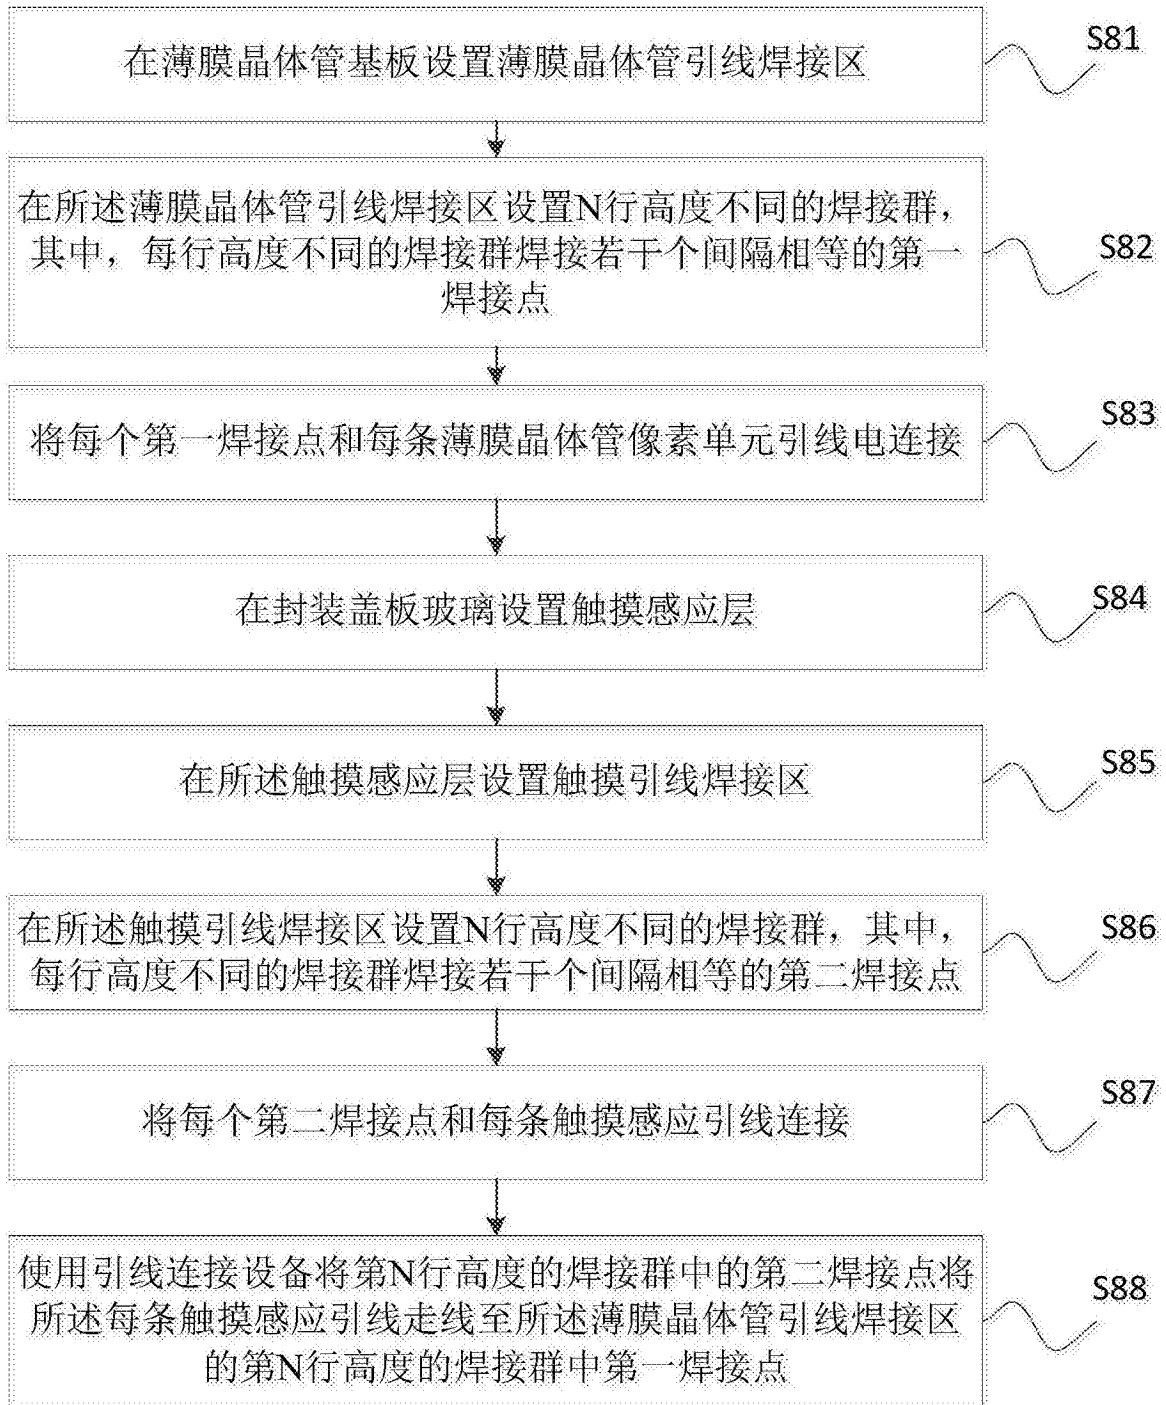 在薄膜晶体管基板设置薄膜晶体管引线焊接区
S81
在所述薄膜晶体管引线焊接区设置N行高度不同的焊接群，
其中，每行高度不同的焊接群焊接若干个间隔相等的第一
焊接点
S82
将每个第一焊接点和每条薄膜晶体管像素单元引线电连接
S83
在封装盖板玻璃设置触摸感应层
S84
在所述触摸感应层设置触摸引线焊接区
S85
在所述触摸引线焊接区设置N行高度不同的焊接群，其中，
每行高度不同的焊接群焊接若干个间隔相等的第二焊接点
S86
将每个第二焊接点和每条触摸感应引线连接
S87
使用引线连接设备将第N行高度的焊接群中的第二焊接点将
所述每条触摸感应引线走线至所述薄膜晶体管引线焊接区
的第N行高度的焊接群中第一焊接点
S88